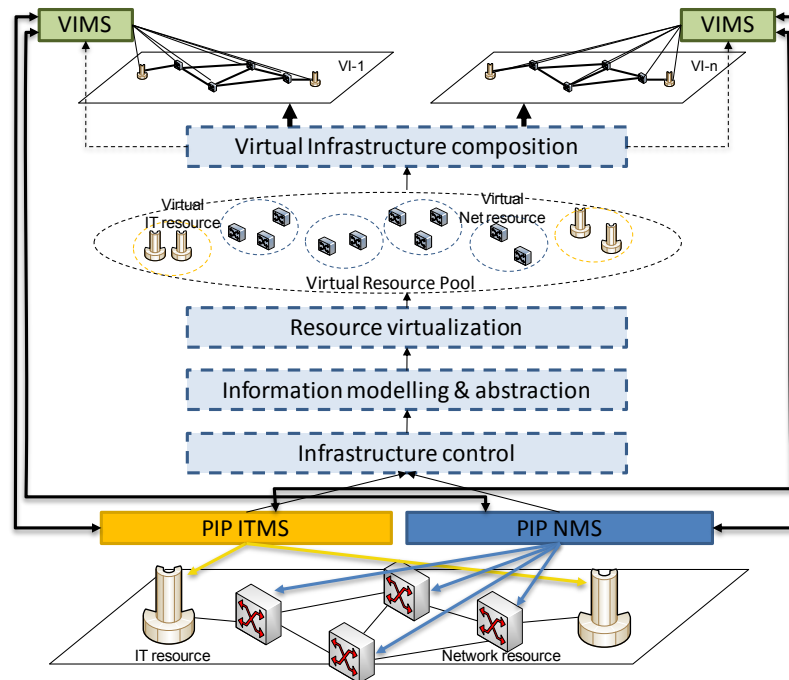 VIMS
VIMS
VI-1
VI-n
Virtual Infrastructure composition
Virtual
IT resource
Virtual
Net resource
Virtual Resource Pool
Resource virtualization
Information modelling & abstraction
Infrastructure control
PIP ITMS
PIP NMS
IT resource
Network resource